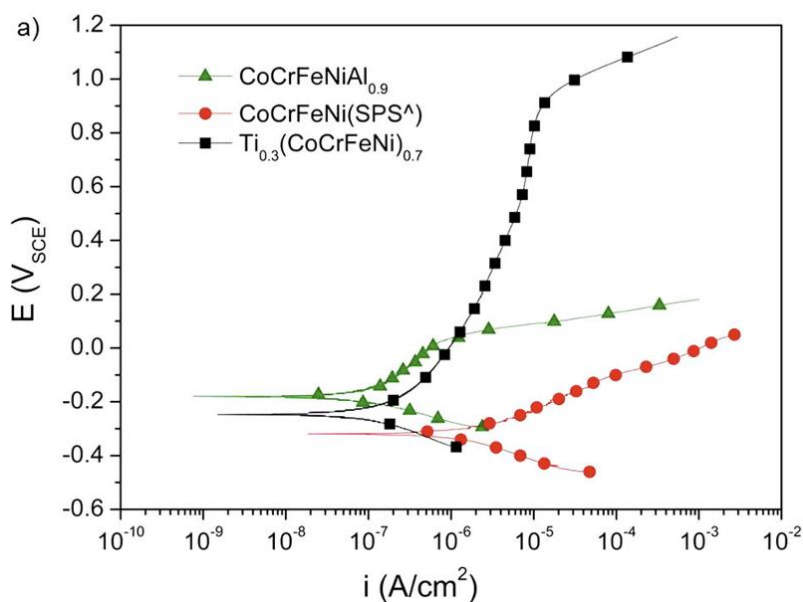 a)
1.2
1.0
0.8
0.6
0.4
0.2
0.0
-0.2
-0.4
-0.6
E (V_SCE)
CoCrFeNiAl₀.₉
CoCrFeNi(SPS^)
Ti₀.₃(CoCrFeNi)₀.₇
10⁻¹⁰ 10⁻⁹ 10⁻⁸ 10⁻⁷ 10⁻⁶ 10⁻⁵ 10⁻⁴ 10⁻³ 10⁻²
i (A/cm²)